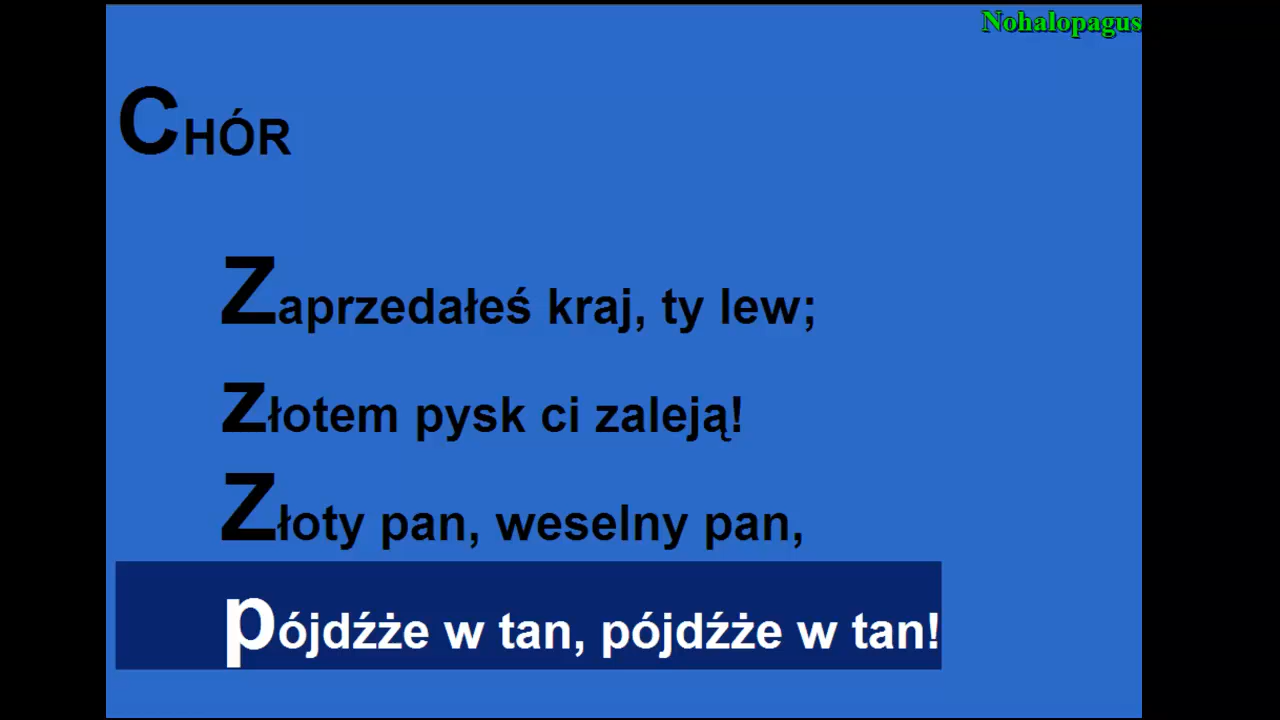 Nohalopagus
CHÓR
Zaprzedałeś kraj, ty lew;
złotem pysk ci zaleją!
Złoty pan, weselny pan,
pójdźże w tan, pójdźże w tan!